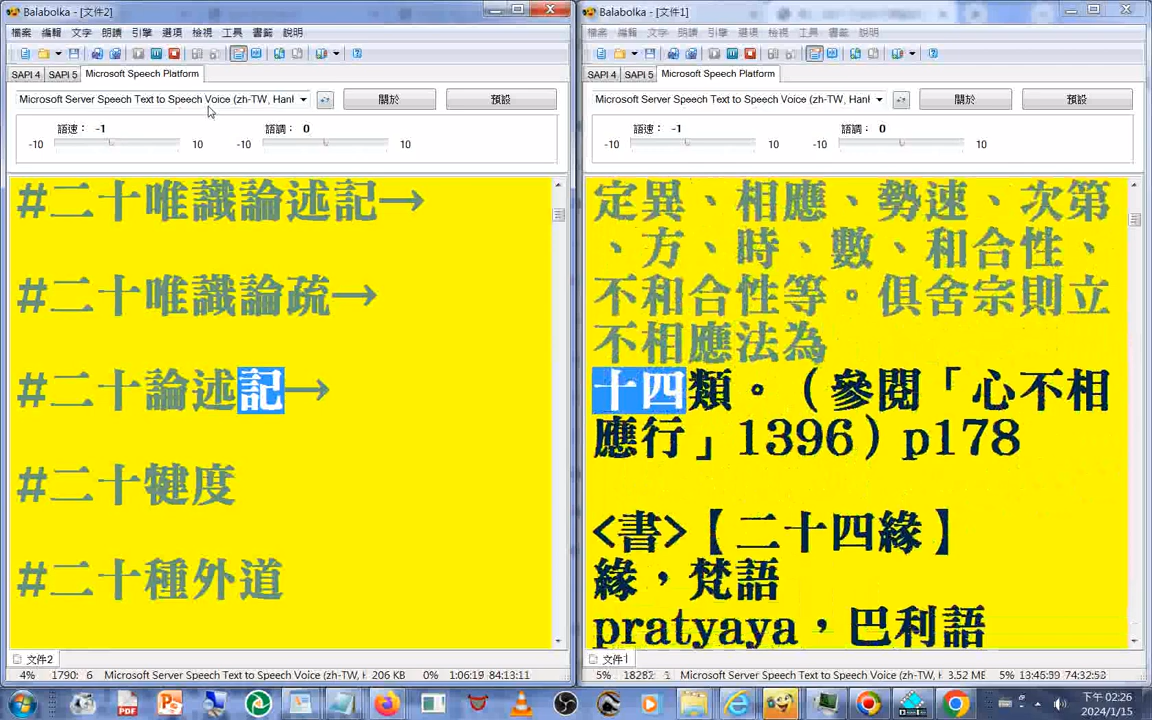 Balabolka - [文件2]
檔案 編輯 文字 朗讀 引擎 選項 檢視 工具 書籤 說明
SAPI 4 SAPI 5 Microsoft Speech Platform
Microsoft Server Speech Text to Speech Voice (zh-TW, Hanl
關於 預設
語速： -1 語調： 0
-10 10 -10 10
#二十唯識論述記→
#二十唯識論疏→
#二十論述記→
#二十犍度
#二十種外道
文件2
4% 1790: 6 Microsoft Server Speech Text to Speech Voice (zh-TW, Han 206 KB 0% 1:06:19 84:13:11
Balabolka - [文件1]
檔案 編輯 文字 朗讀 引擎 選項 檢視 工具 書籤 說明
SAPI 4 SAPI 5 Microsoft Speech Platform
Microsoft Server Speech Text to Speech Voice (zh-TW, Hanl
關於 預設
語速： -1 語調： 0
-10 10 -10 10
定異、相應、勢速、次第
、方、時、數、和合性、
不和合性等。俱舍宗則立
不相應法為
十四類。（參閱「心不相
應行」1396）p178
<書>【二十四緣】
緣，梵語
pratyaya，巴利語
文件1
5% 18282: 1 Microsoft Server Speech Text to Speech Voice (zh-TW, Han 3.52 MB 5% 13:45:39 74:32:53
下午 02:26
2024/1/15